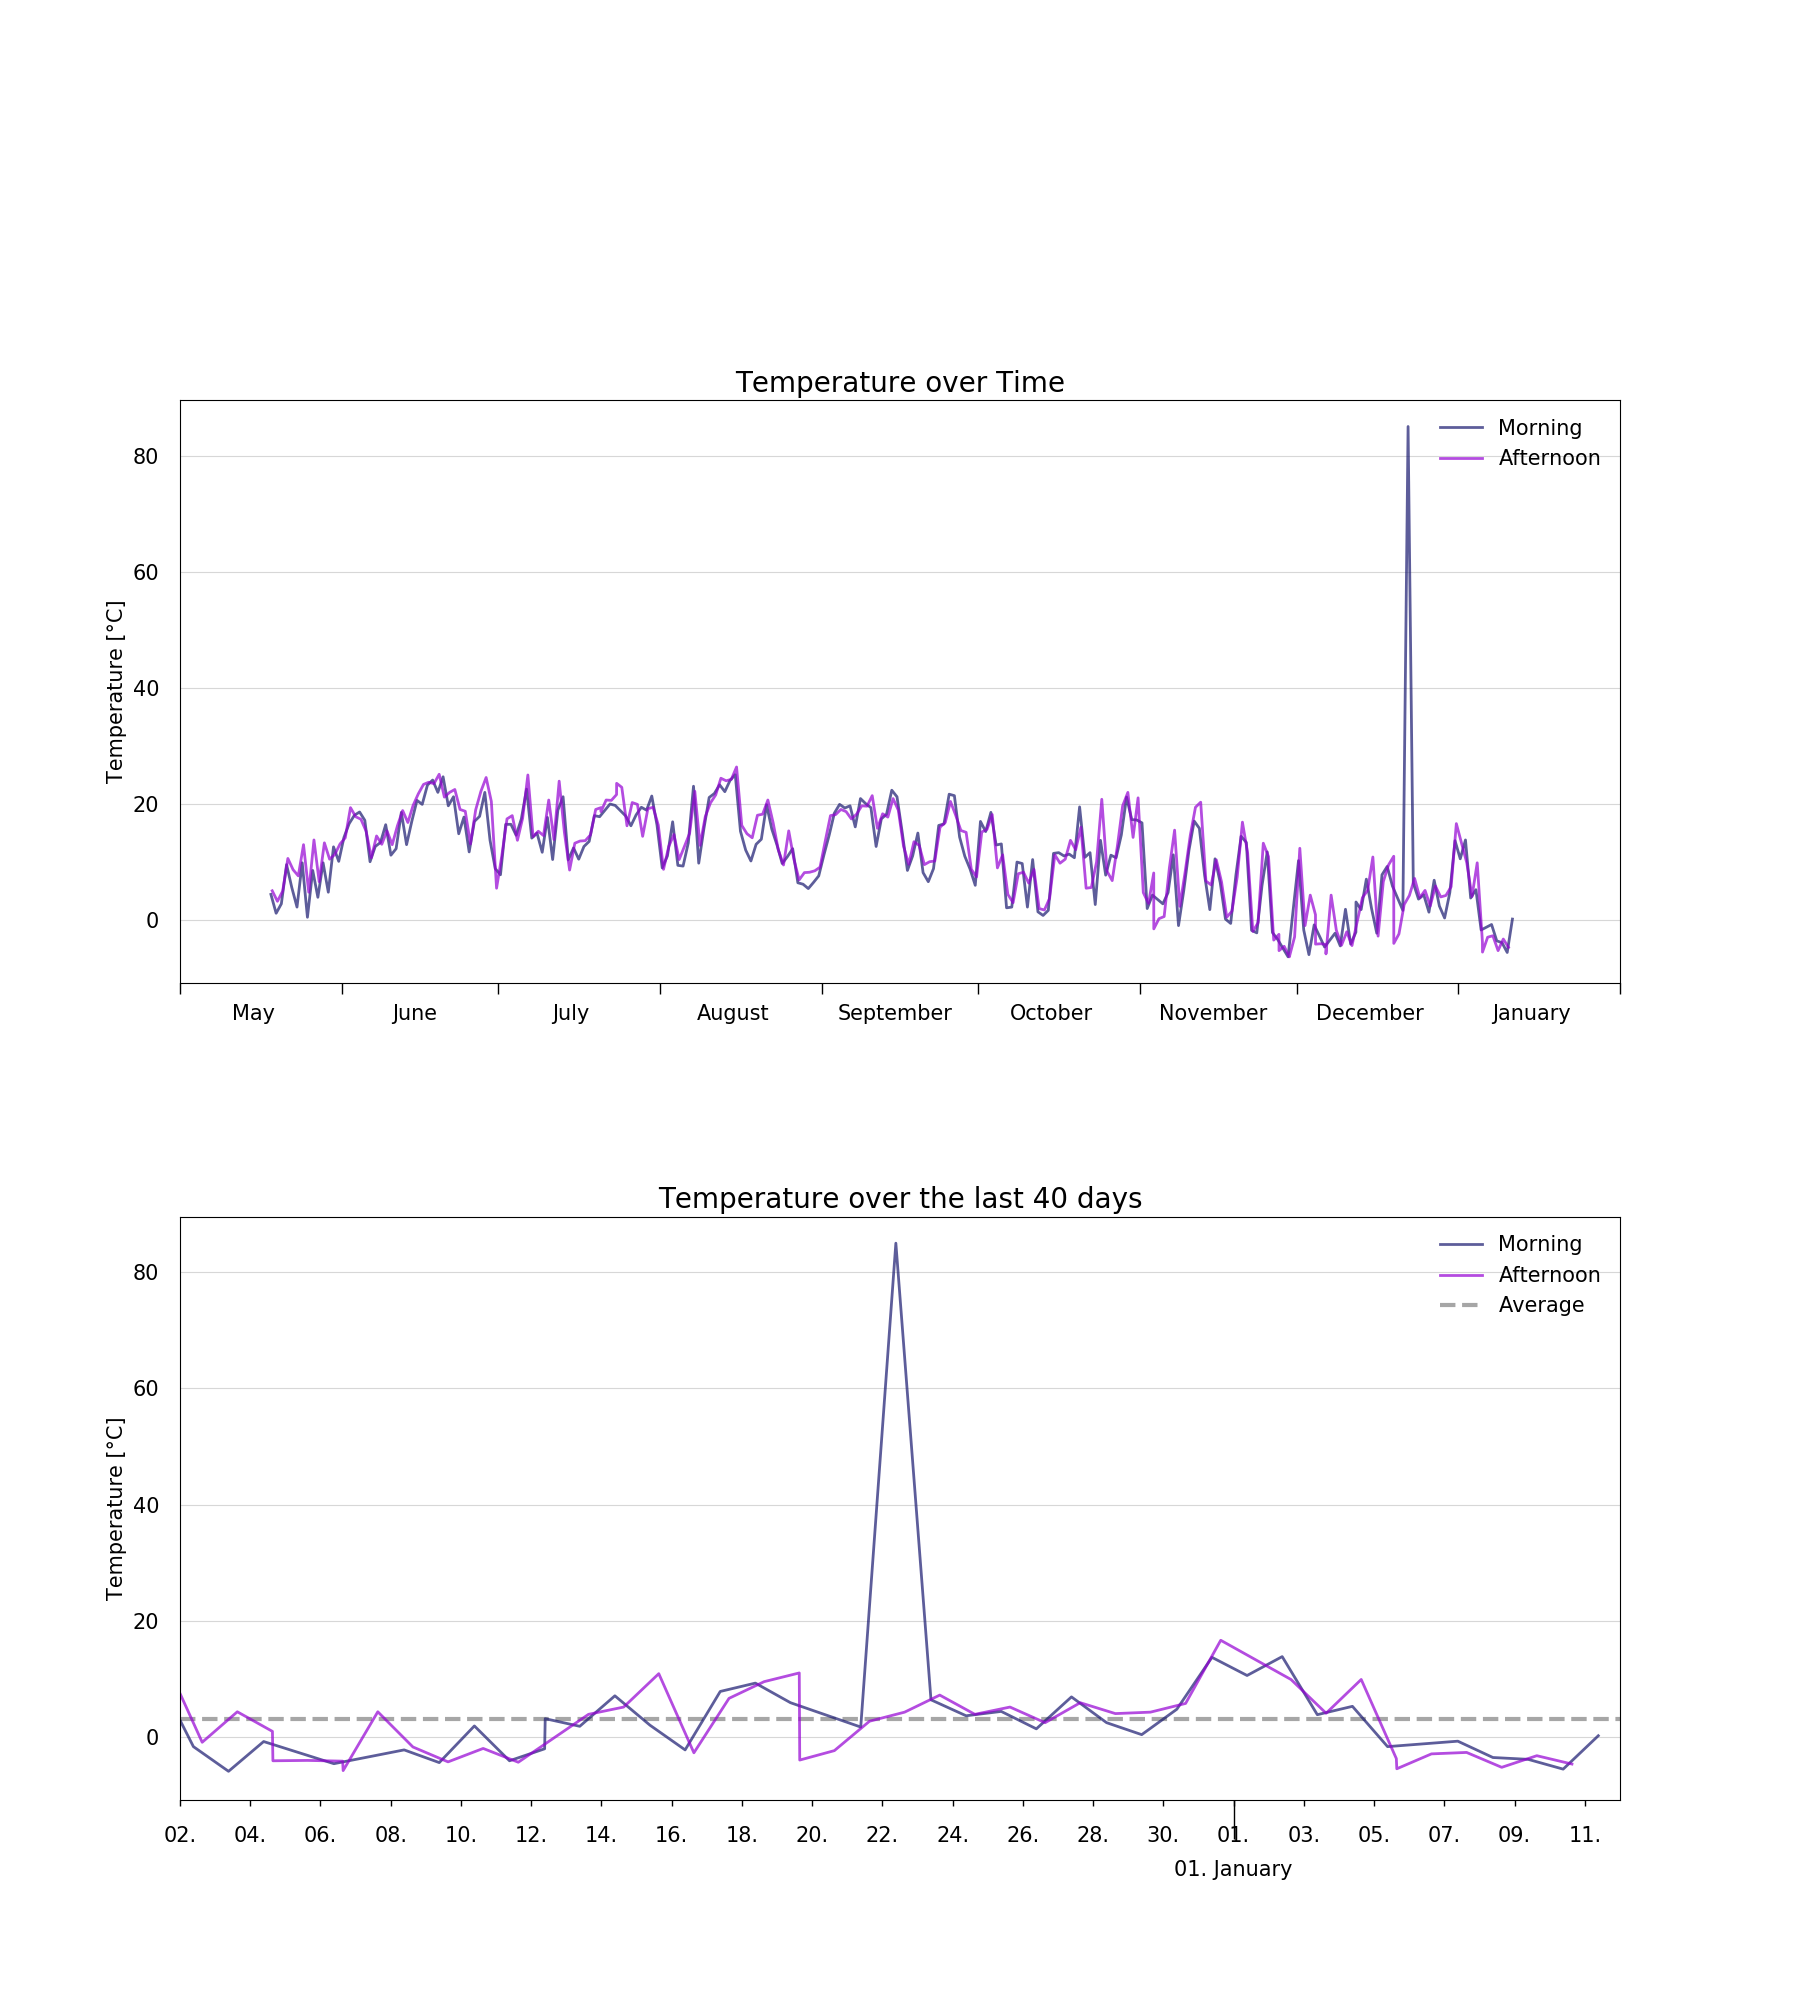 Temperature over Time
Morning
Afternoon
80
60
40
20
0
Temperature [°C]
May June July August September October November December January
Temperature over the last 40 days
Morning
Afternoon
Average
80
60
40
20
0
Temperature [°C]
02. 04. 06. 08. 10. 12. 14. 16. 18. 20. 22. 24. 26. 28. 30. 01. 03. 05. 07. 09. 11.
01. January